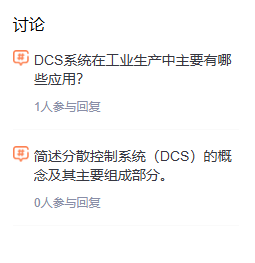 讨论
DCS系统在工业生产中主要有哪
些应用？
1人参与回复
简述分散控制系统（DCS）的概
念及其主要组成部分。
0人参与回复